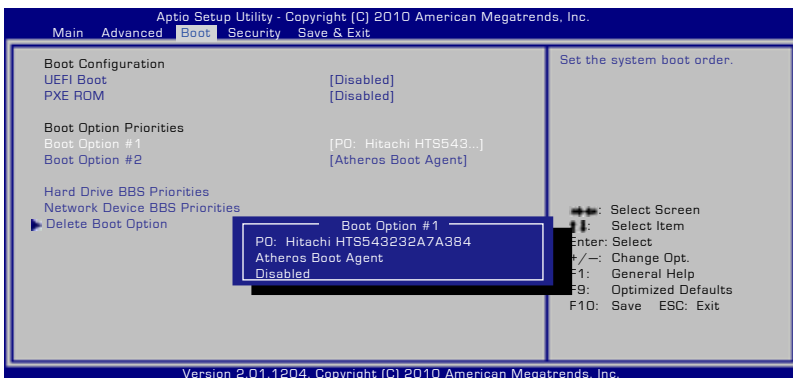 Aptio Setup Utility - Copyright (C) 2010 American Megatrends, Inc.
Main Advanced Boot Security Save & Exit
Boot Configuration
UEFI Boot [Disabled]
PXE ROM [Disabled]
Boot Option Priorities
Boot Option #1 [P0: Hitachi HTS543...]
Boot Option #2 [Atheros Boot Agent]
Hard Drive BBS Priorities
Network Device BBS Priorities
Delete Boot Option
Boot Option #1
P0: Hitachi HTS543232A7A384
Atheros Boot Agent
Disabled
Set the system boot order.
→←: Select Screen
↑↓: Select Item
Enter: Select
+/—: Change Opt.
F1: General Help
F9: Optimized Defaults
F10: Save ESC: Exit
Version 2.01.1204. Copyright (C) 2010 American Megatrends, Inc.